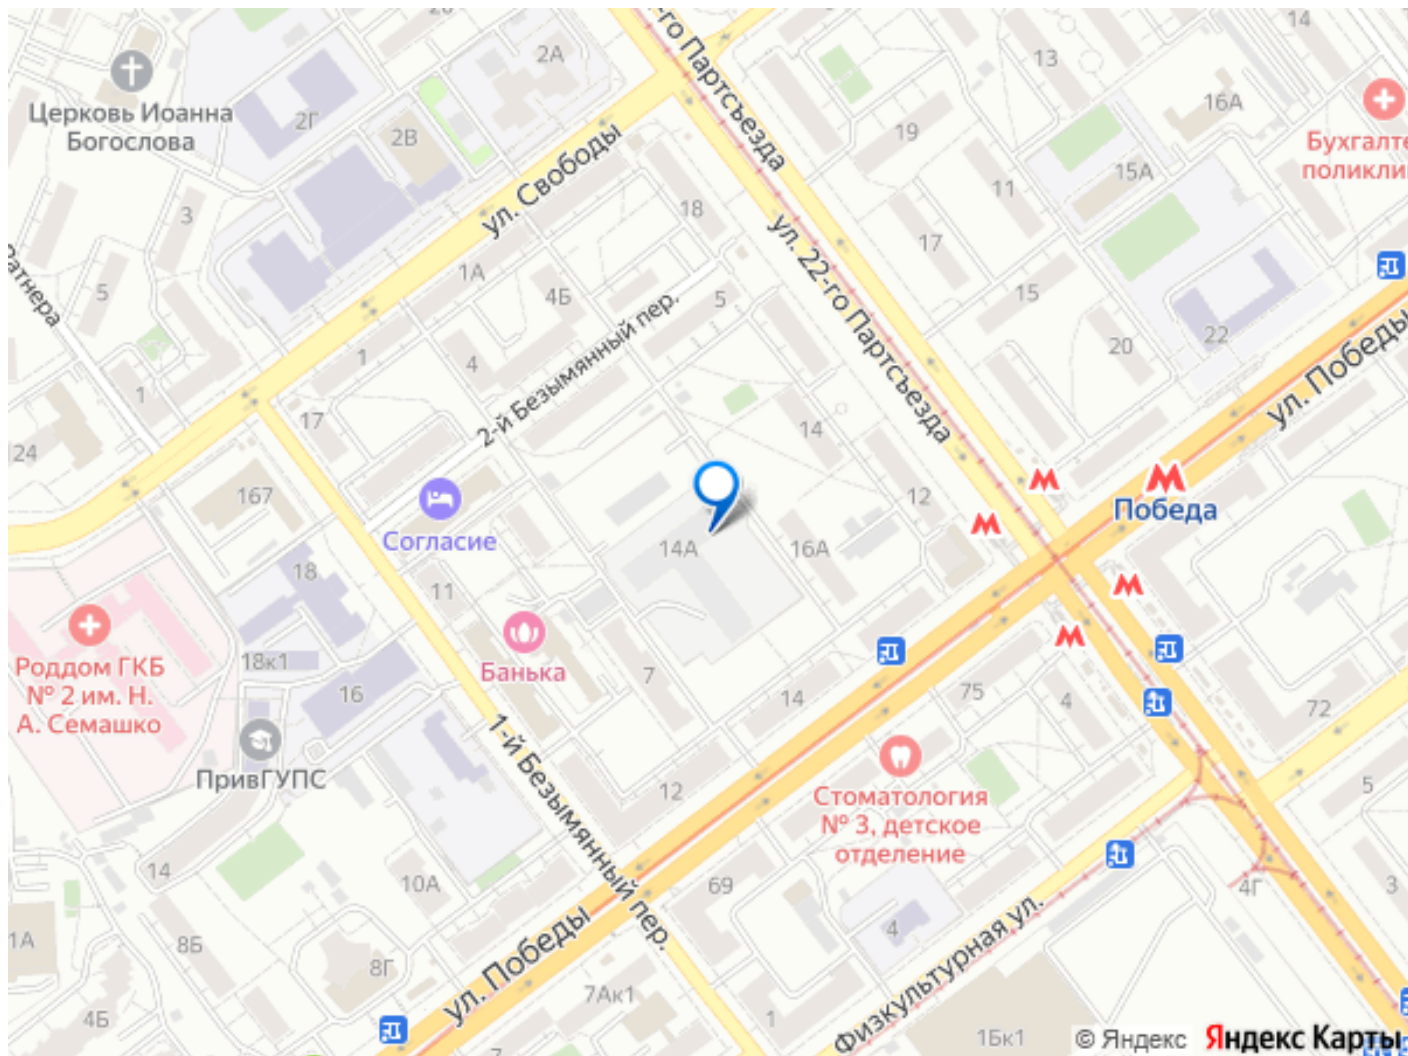 14
13
2А
16А
Церковь Иоанна
Богослова
2Г
2В
19
Бухгалте
поликли
15А
ул. Свободы
-го Партсъезда
11
3
18
17
ул. 22-го Партсъезда
1А
4Б
5
5
15
22
20
1
4
2-й Безымянный пер.
ул. Победы
1
17
14
24
167
12
Победа
Согласие
14А
16А
18
11
Роддом ГКБ
№ 2 им. Н.
А. Семашко
18к1
16
Банька
7
14
75
4
72
ПривГУПС
1-й Безымянный пер.
12
Стоматология
№ 3, детское
отделение
5
14
10А
69
4Г
3
1А
8Б
8Г
ул. Победы
4
Физкультурная ул.
4Б
7Ак1
1
7
1Бк1
© Яндекс Яндекс Карты